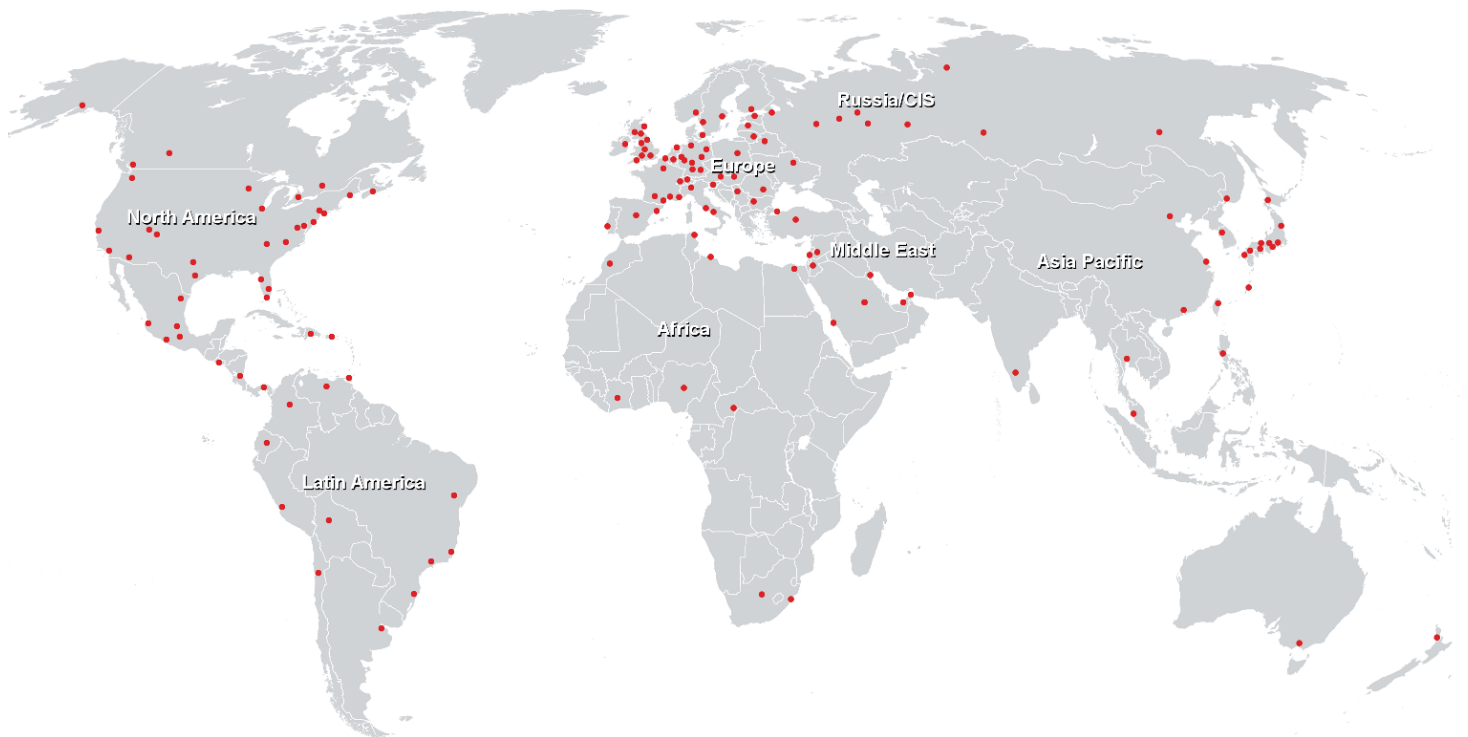 Russia/CIS
Europe
North America
Middle East
Asia Pacific
Africa
Latin America